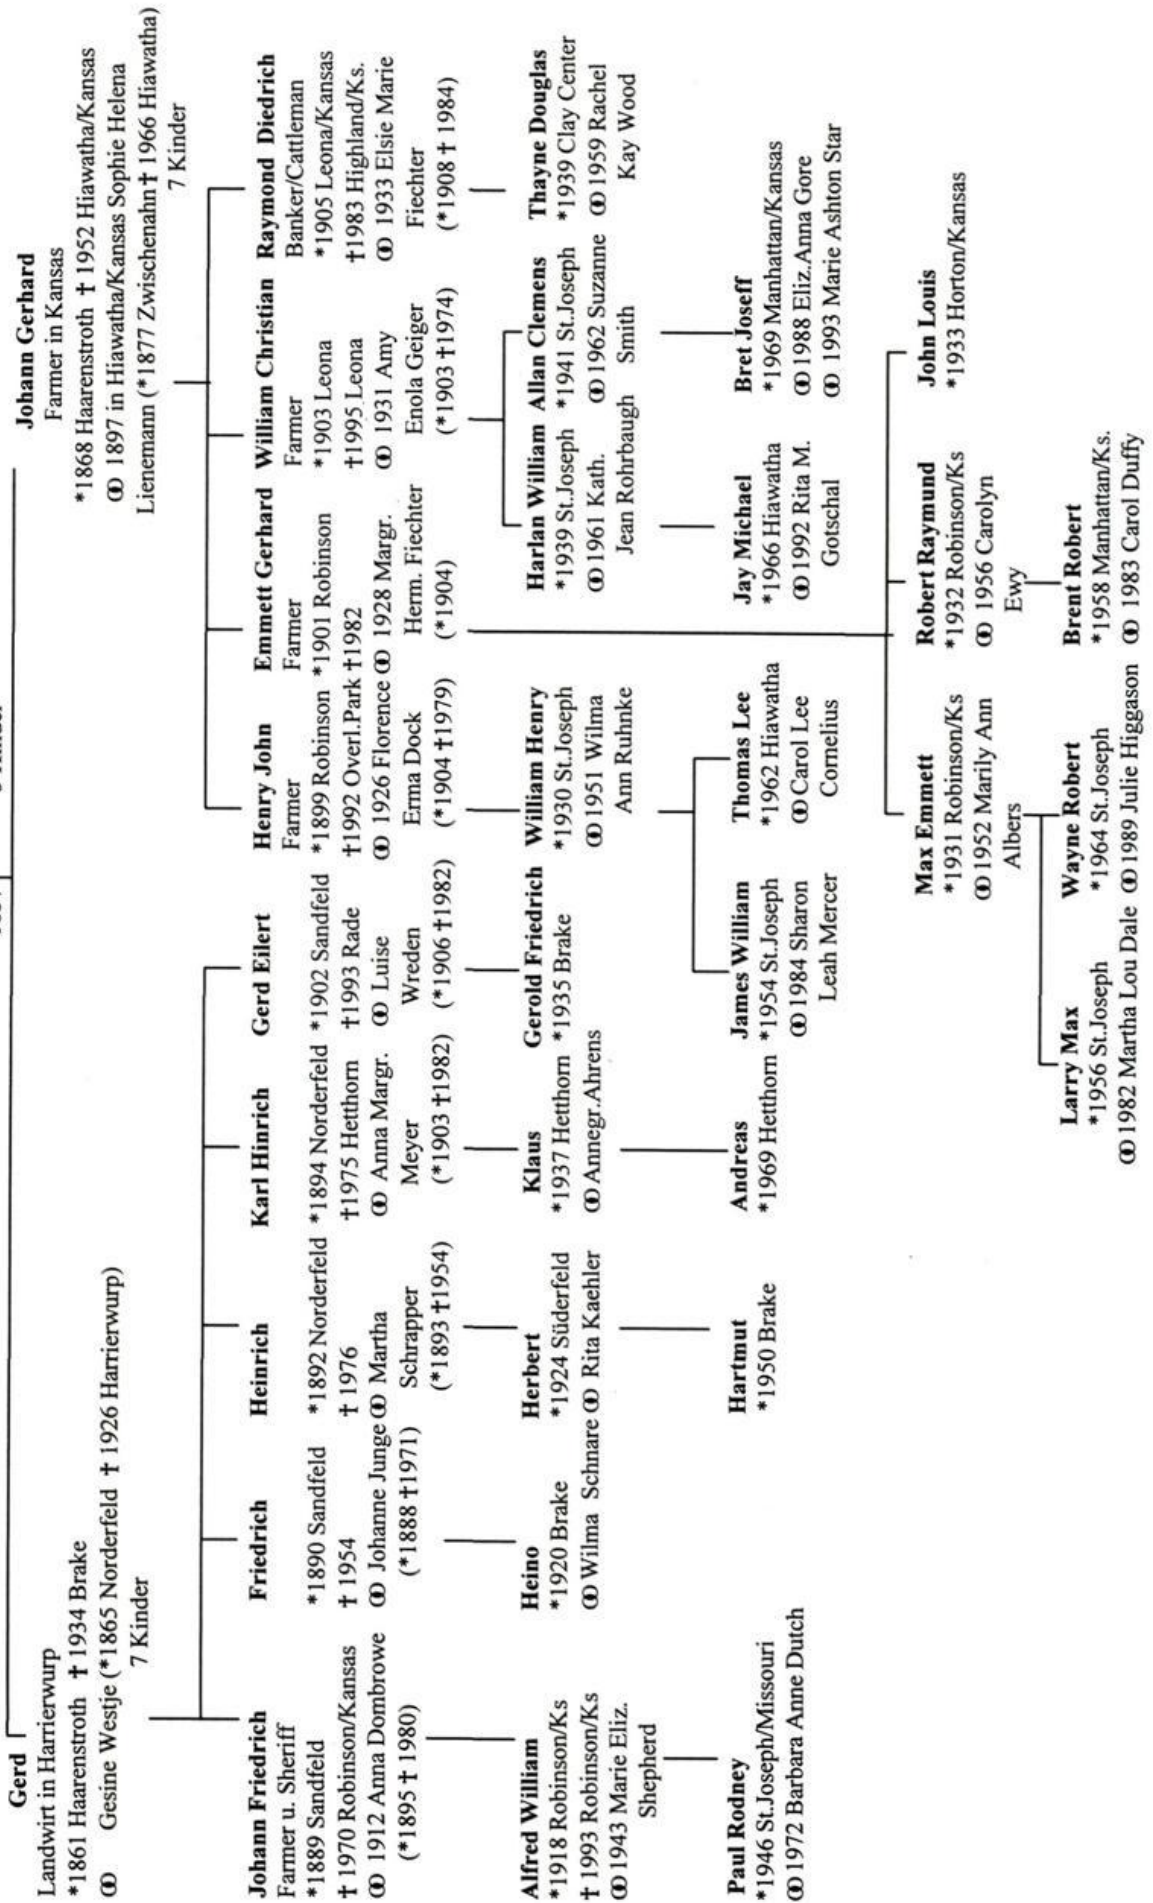 Gerd
Landwirt in Harrierwurp
*1861 Haarenstroth † 1934 Brake
⚭ Gesine Westje (*1865 Norderfeld † 1926 Harrierwurp)
7 Kinder
Johann Gerhard
Farmer in Kansas
*1868 Haarenstroth † 1952 Hiawatha/Kansas
⚭ 1897 in Hiawatha/Kansas Sophie Helena
Lienemann (*1877 Zwischenahn † 1966 Hiawatha)
7 Kinder
Johann Friedrich
Farmer u. Sheriff
*1889 Sandfeld
† 1970 Robinson/Kansas
⚭ 1912 Anna Dombrowe
(*1895 † 1980)
Friedrich
*1890 Sandfeld
† 1954
⚭ Johanne Junge
(*1888 †1971)
Heinrich
*1892 Norderfeld
† 1976
⚭ Martha
Schrapper
(*1893 †1954)
Karl Hinrich
*1894 Norderfeld
†1975 Hetthorn
⚭ Anna Margr.
Meyer
(*1903 †1982)
Gerd Eilert
*1902 Sandfeld
†1993 Rade
⚭ Luise
Wreden
(*1906 †1982)
Henry John
Farmer
*1899 Robinson
†1992 Overl.Park
⚭ 1926 Florence
Erma Dock
(*1904 †1979)
Emmett Gerhard
Farmer
*1901 Robinson
†1982
⚭ 1928 Margr.
Herm. Fiechter
(*1904)
William Christian
Farmer
*1903 Leona
†1995 Leona
⚭ 1931 Amy
Enola Geiger
(*1903 †1974)
Raymond Diedrich
Banker/Cattleman
*1905 Leona/Kansas
†1983 Highland/Ks.
⚭ 1933 Elsie Marie
Fiechter
(*1908 † 1984)
Alfred William
*1918 Robinson/Ks
† 1993 Robinson/Ks
⚭ 1943 Marie Eliz.
Shepherd
Heino
*1920 Brake
⚭ Wilma Schnare
Herbert
*1924 Süderfeld
⚭ Rita Kaehler
Klaus
*1937 Hetthorn
⚭ Annegr.Ahrens
Gerold Friedrich
*1935 Brake
William Henry
*1930 St.Joseph
⚭ 1951 Wilma
Ann Ruhnke
Harlan William
*1939 St.Joseph
⚭ 1961 Kath.
Jean Rohrbaugh
Allan Clemens
*1941 St.Joseph
⚭ 1962 Suzanne
Smith
Thayne Douglas
*1939 Clay Center
⚭ 1959 Rachel
Kay Wood
Paul Rodney
*1946 St.Joseph/Missouri
⚭ 1972 Barbara Anne Dutch
Hartmut
*1950 Brake
Andreas
*1969 Hetthorn
James William
*1954 St.Joseph
⚭ 1984 Sharon
Leah Mercer
Thomas Lee
*1962 Hiawatha
⚭ Carol Lee
Cornelius
Jay Michael
*1966 Hiawatha
⚭ 1992 Rita M.
Gotschal
Bret Joseff
*1969 Manhattan/Kansas
⚭ 1988 Eliz.Anna Gore
⚭ 1993 Marie Ashton Star
Max Emmett
*1931 Robinson/Ks
⚭ 1952 Marily Ann
Albers
Robert Raymund
*1932 Robinson/Ks
⚭ 1956 Carolyn
Ewy
John Louis
*1933 Horton/Kansas
Larry Max
*1956 St.Joseph
⚭ 1982 Martha Lou Dale
Wayne Robert
*1964 St.Joseph
⚭ 1989 Julie Higgason
Brent Robert
*1958 Manhattan/Ks.
⚭ 1983 Carol Duffy